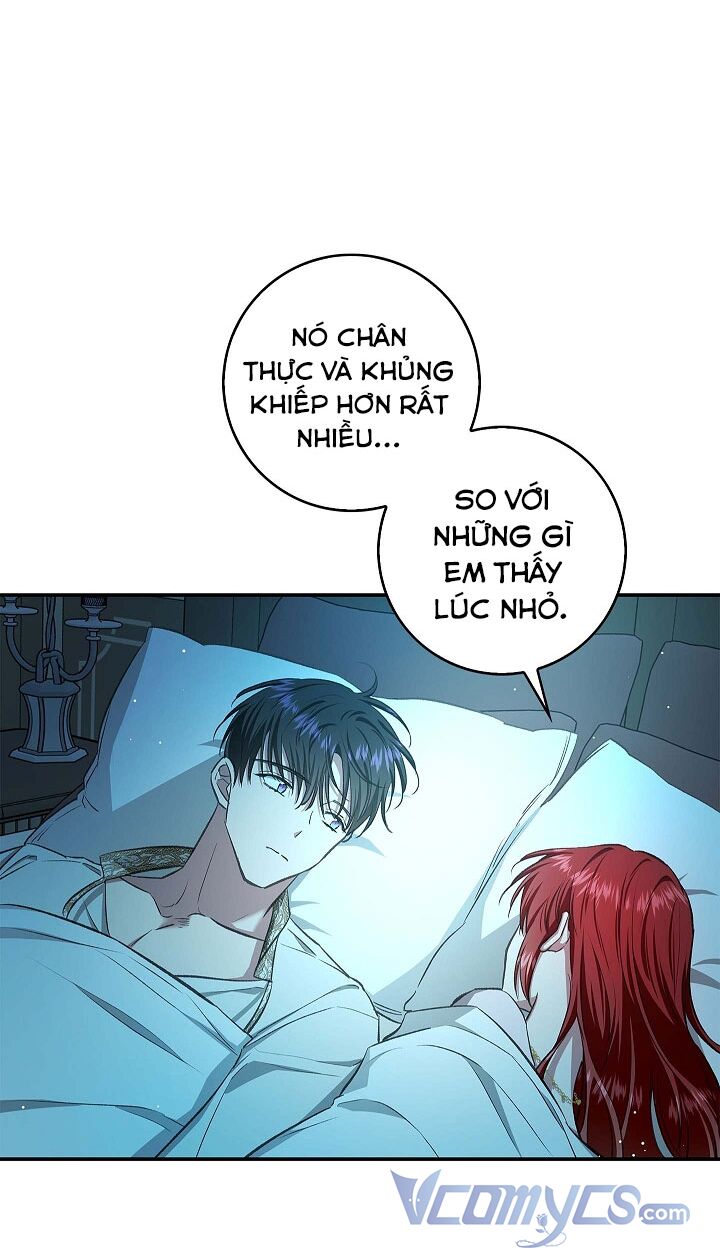 NÓ CHÂN
THỰC VÀ KHỦNG
KHIẾP HƠN RẤT
NHIỀU...
SO VỚI
NHỮNG GÌ
EM THẤY
LÚC NHỎ.
VCOMYCS.com